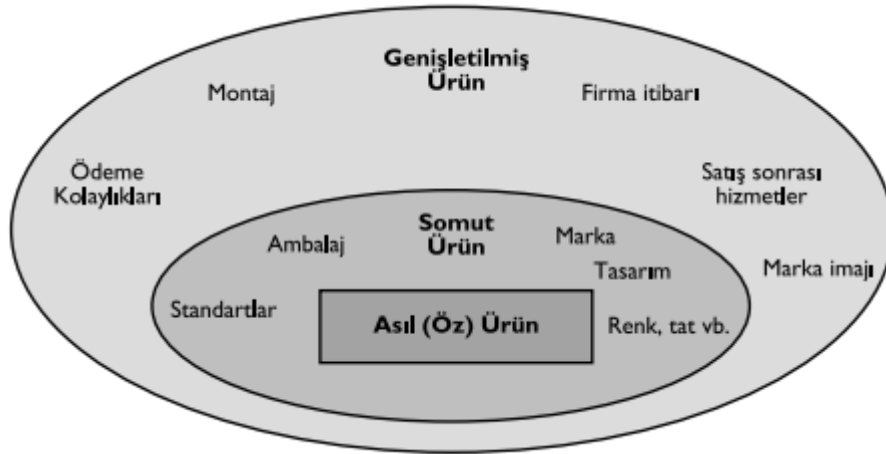 Genişletilmiş
Ürün
Montaj
Firma itibarı
Ödeme
Kolaylıkları
Satış sonrası
hizmetler
Somut
Ürün
Ambalaj
Marka
Tasarım
Marka imajı
Standartlar
Asıl (Öz) Ürün
Renk, tat vb.